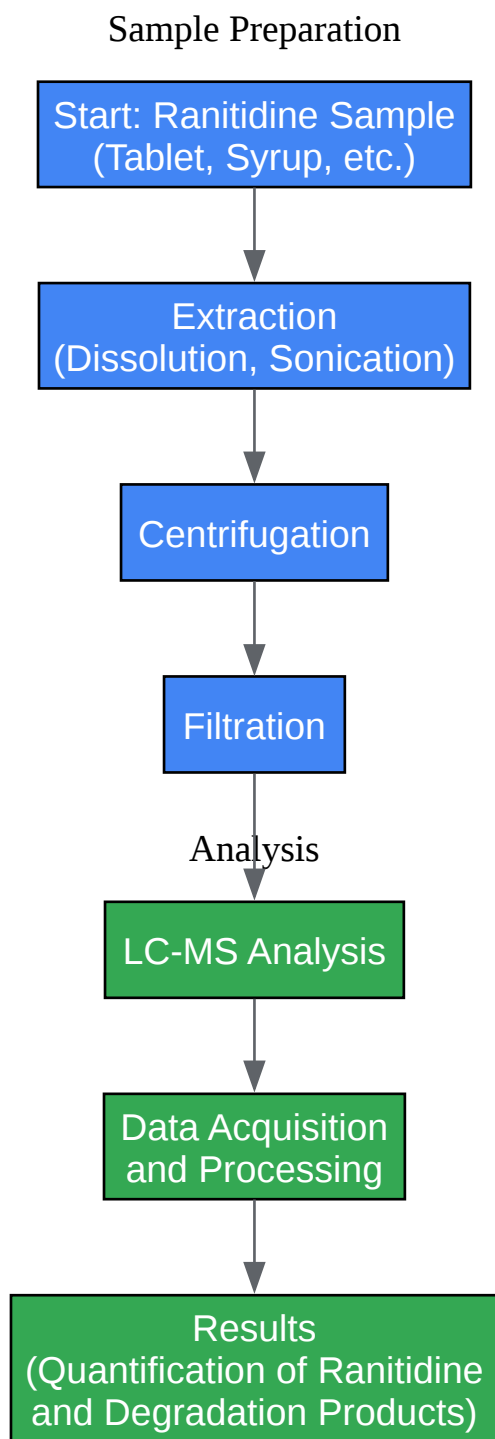 Sample Preparation
Start: Ranitidine Sample
(Tablet, Syrup, etc.)
Extraction
(Dissolution, Sonication)
Centrifugation
Filtration
Analysis
LC-MS Analysis
Data Acquisition
and Processing
Results
(Quantification of Ranitidine
and Degradation Products)